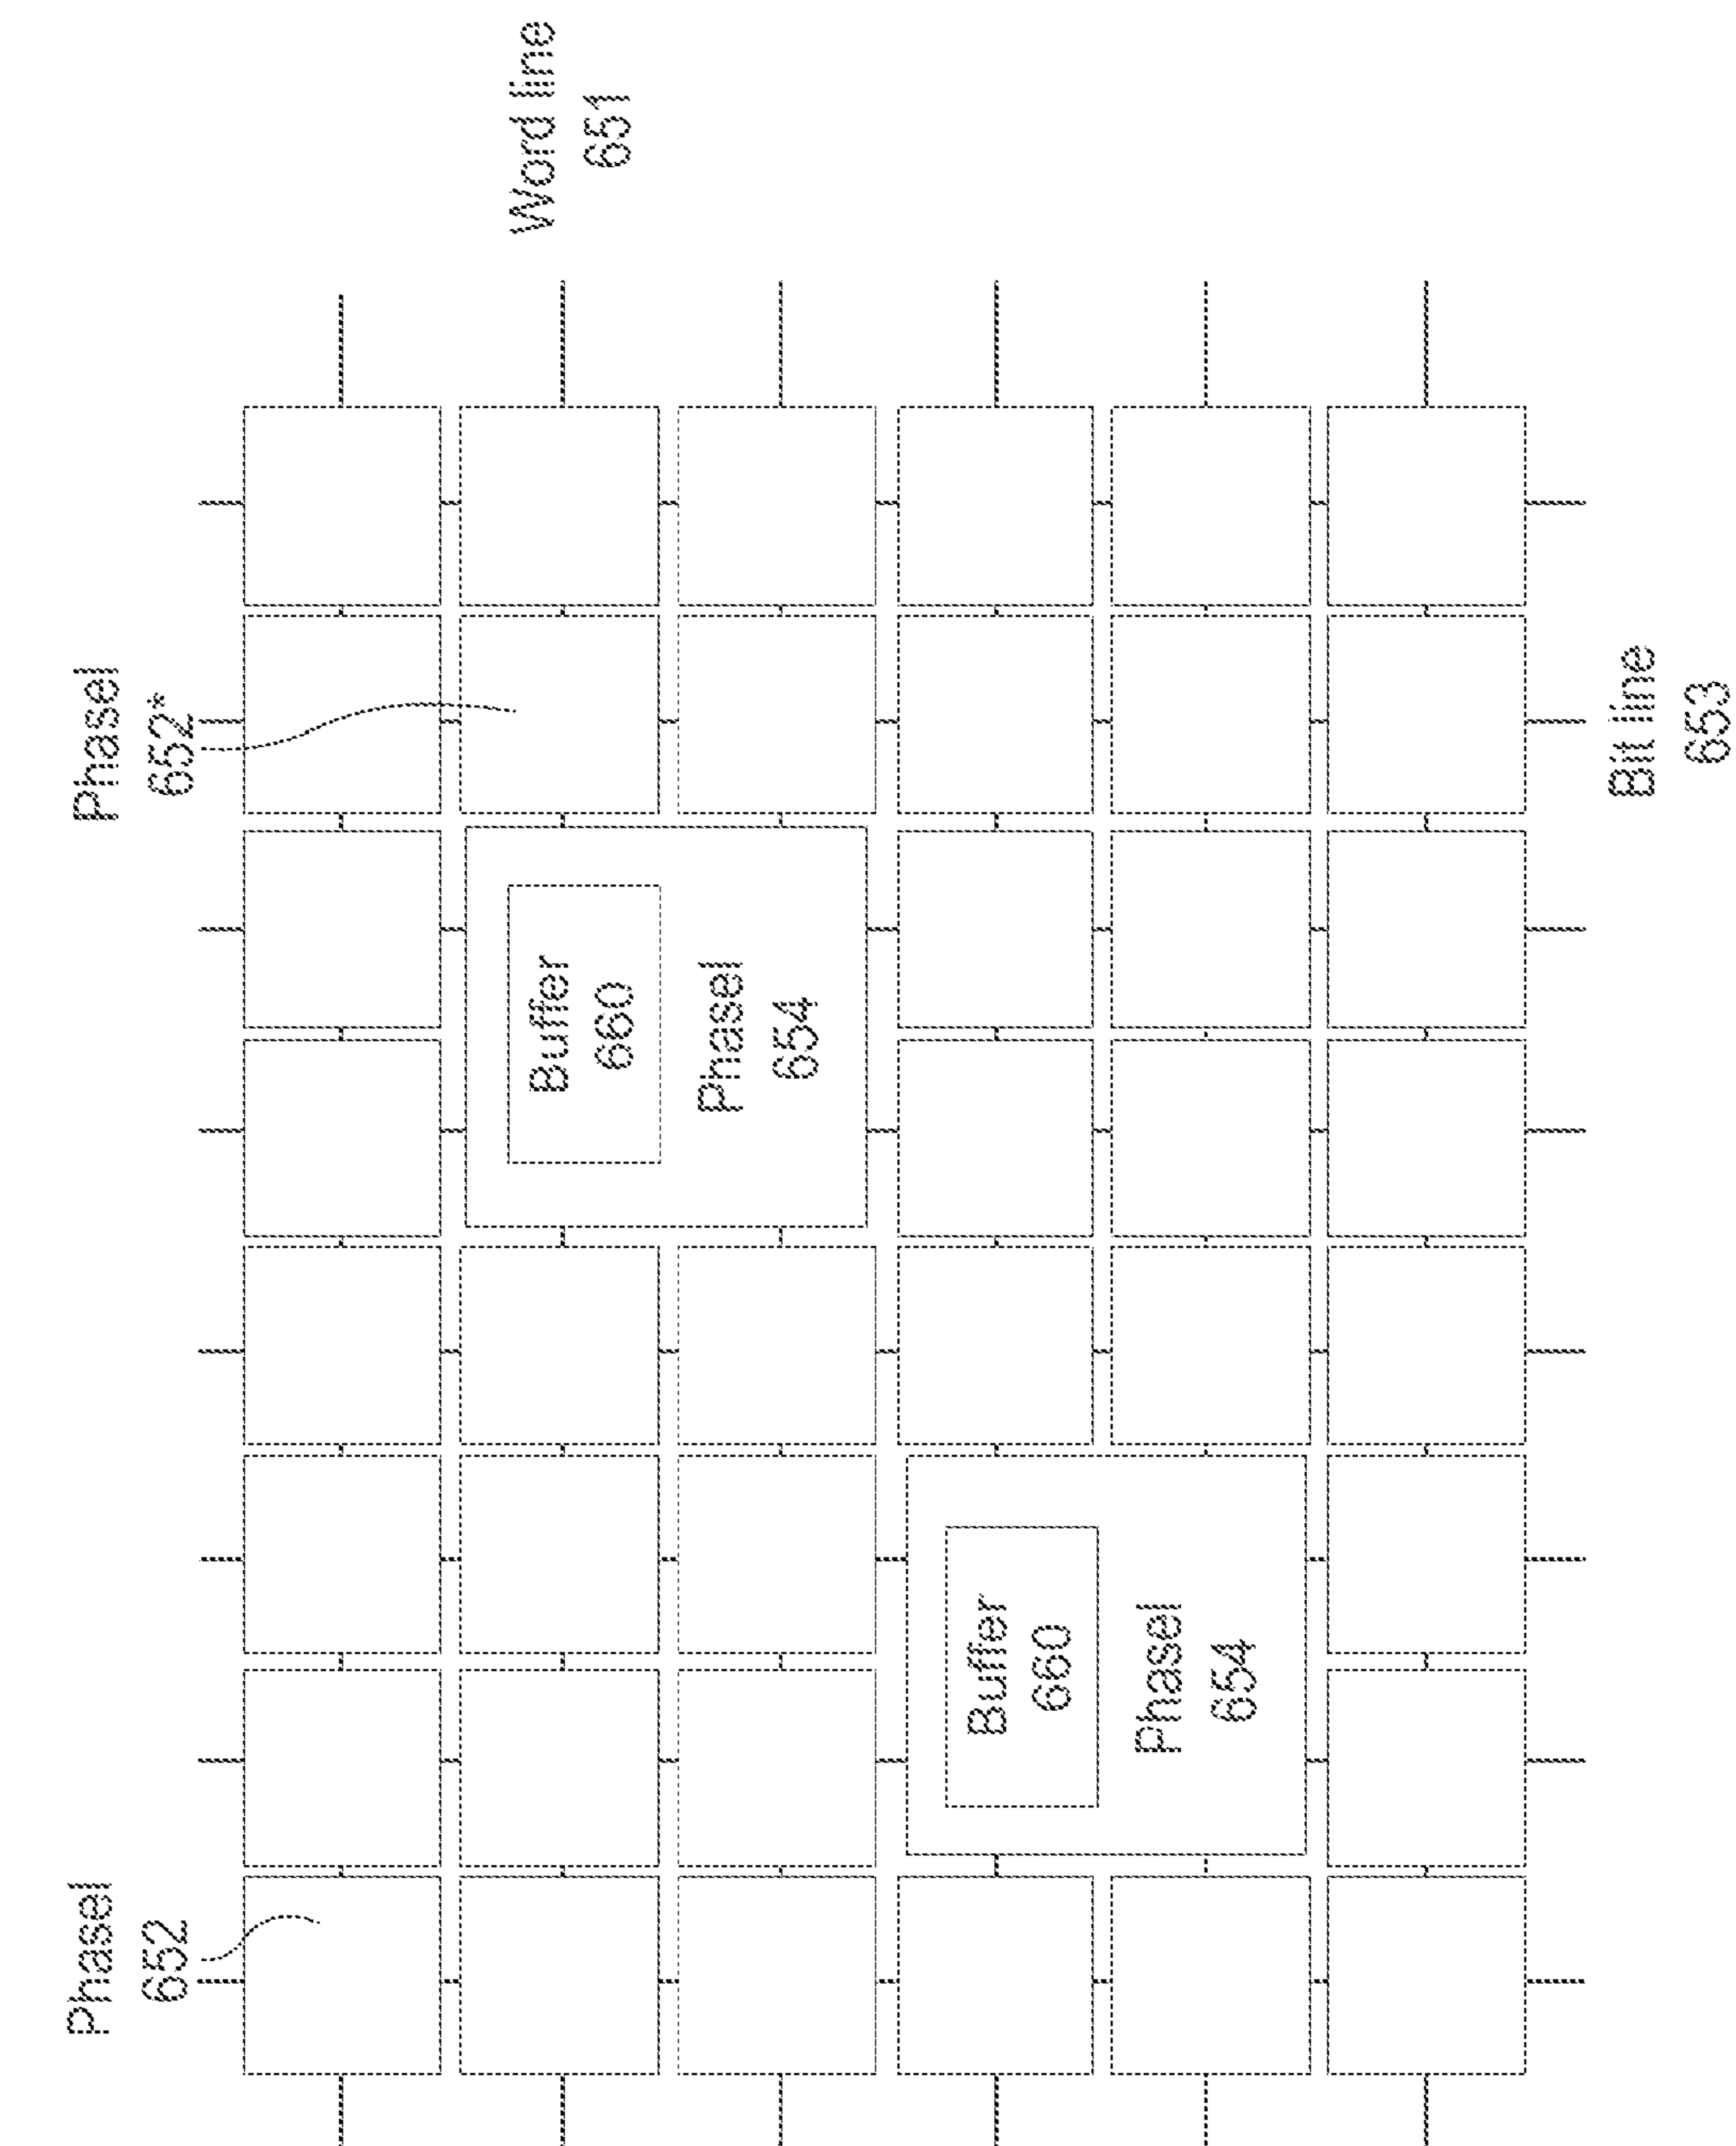 Phasel
652
Phasel
652*
Word line
651
Buffer
660
Phasel
654
Buffer
660
Phasel
654
Bit line
653